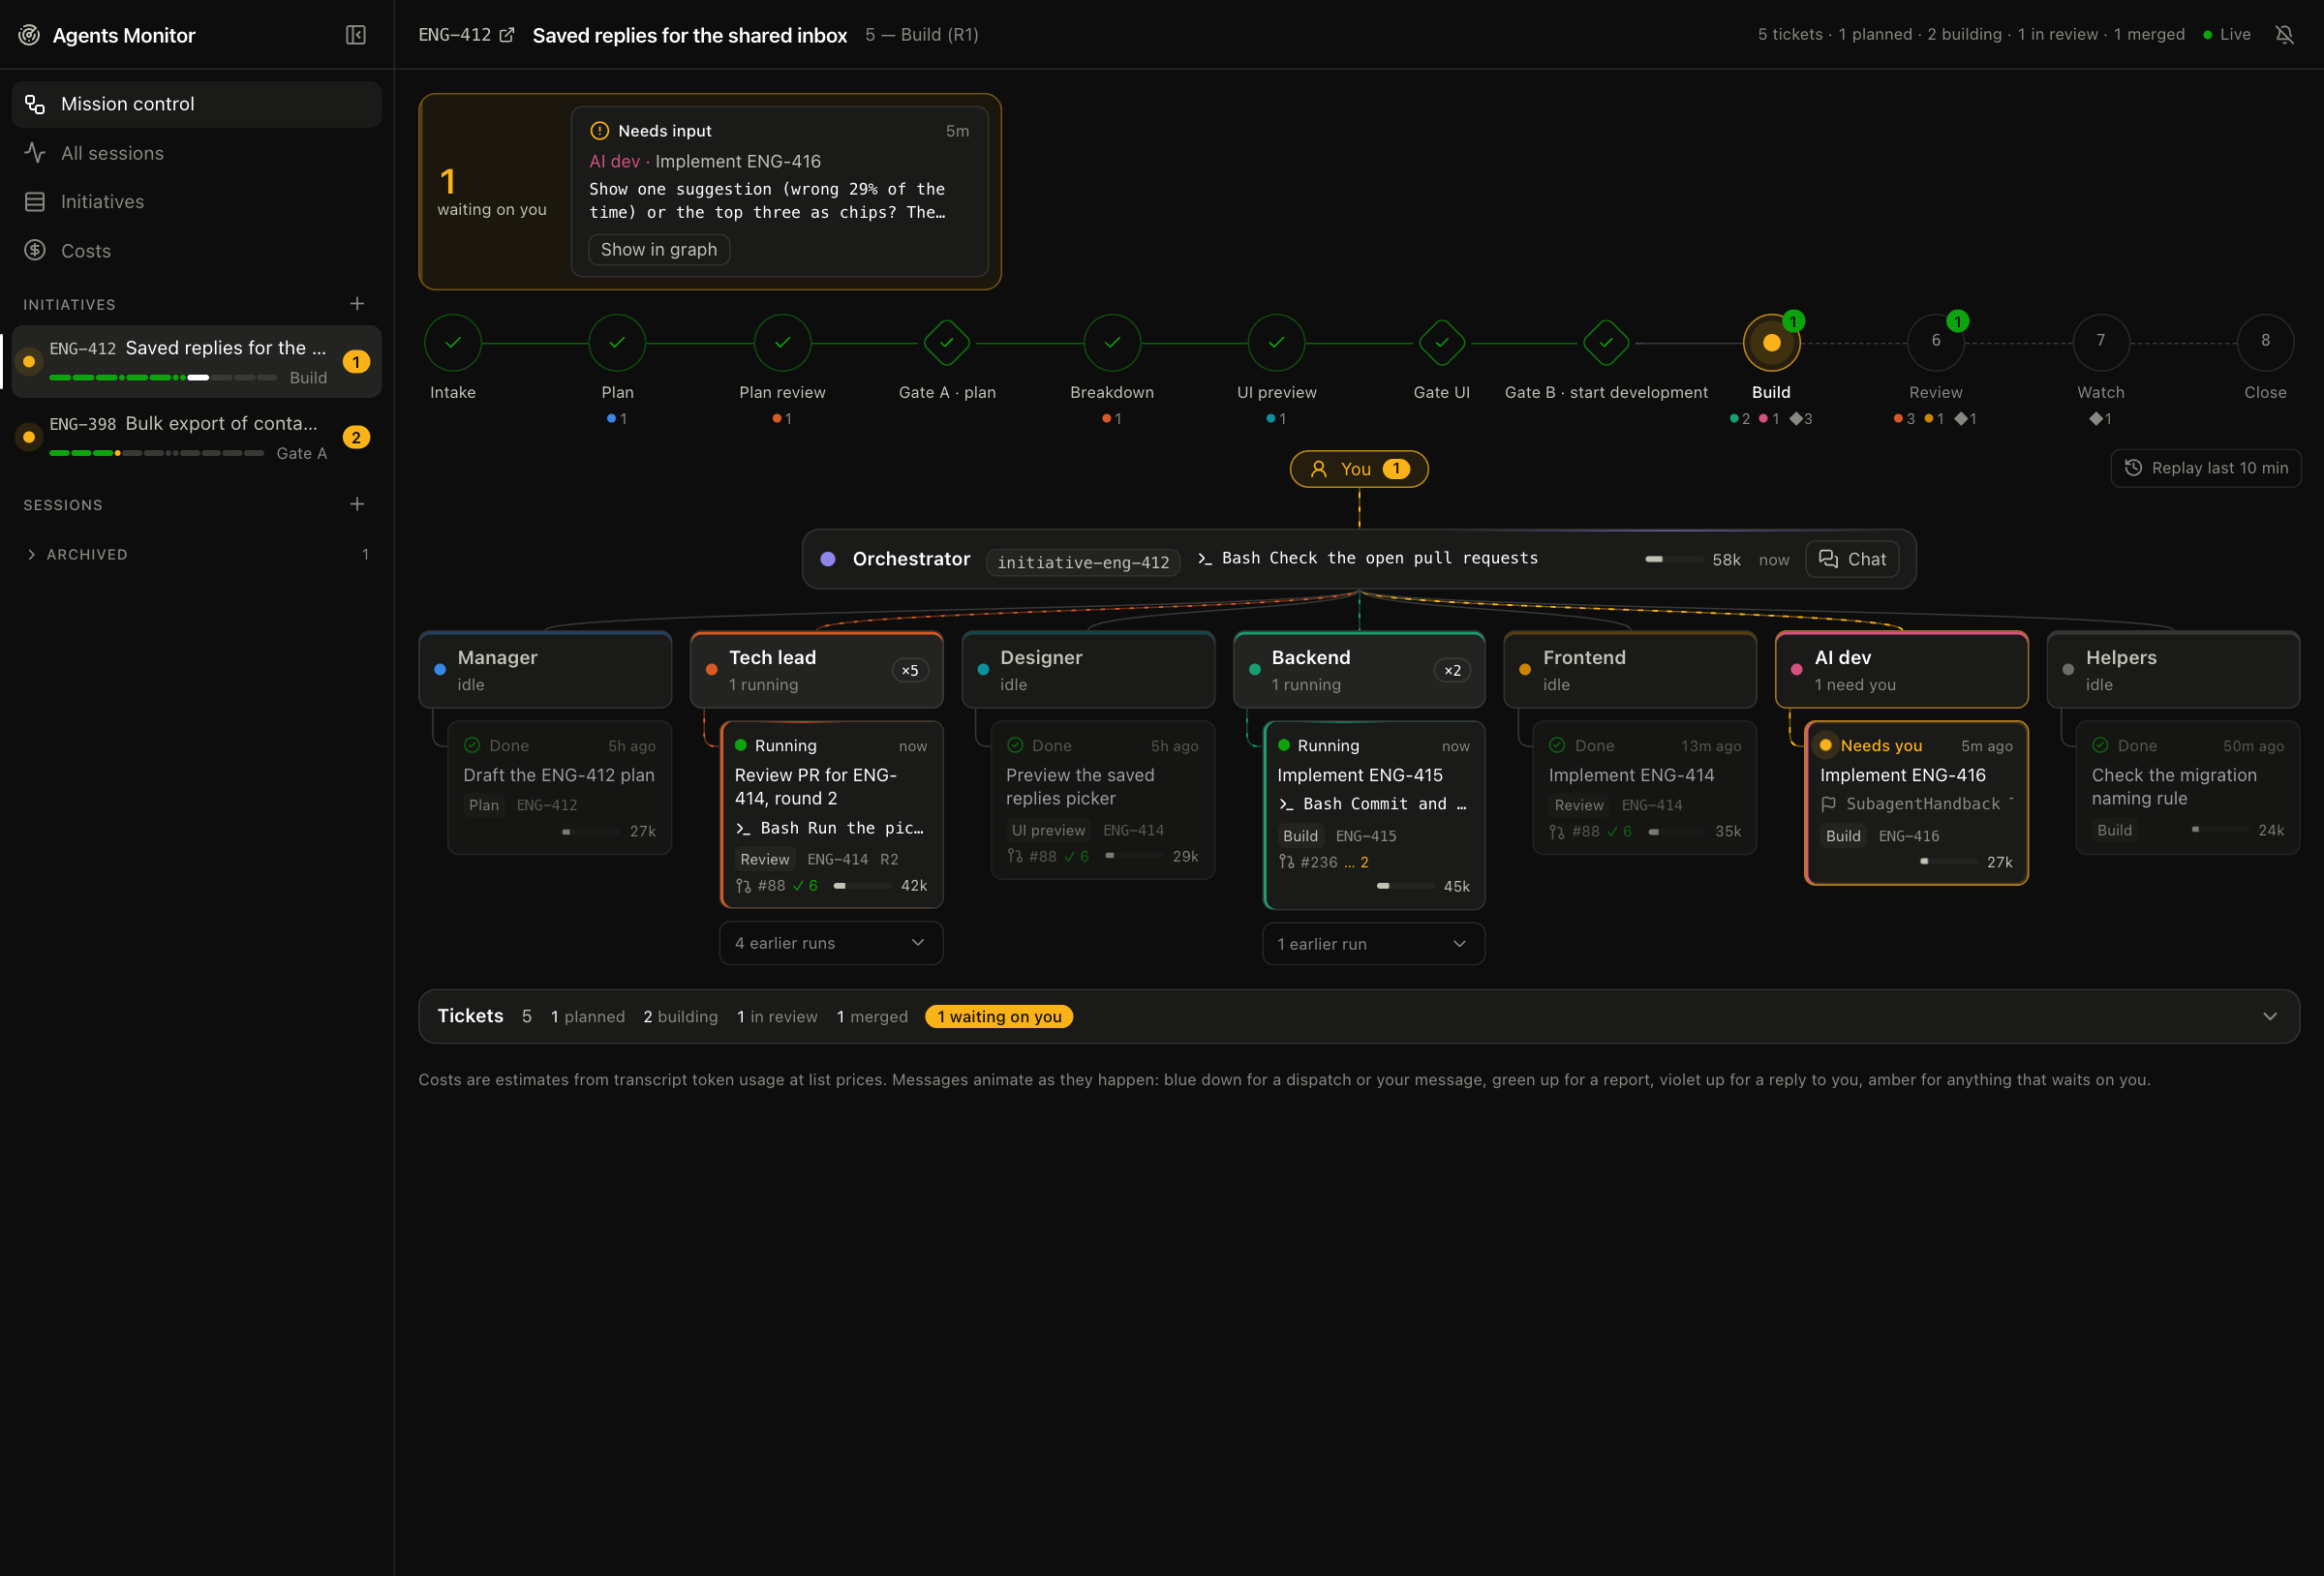 Agents Monitor
Mission control
All sessions
Initiatives
Costs
INITIATIVES
ENG-412 Saved replies for the ...
1
Build
ENG-398 Bulk export of conta...
2
Gate A
SESSIONS
ARCHIVED 1
ENG-412 Saved replies for the shared inbox 5 — Build (R1)
5 tickets · 1 planned · 2 building · 1 in review · 1 merged Live
1
waiting on you
Needs input 5m
AI dev · Implement ENG-416
Show one suggestion (wrong 29% of the
time) or the top three as chips? The…
Show in graph
Intake
Plan
1
Plan review
1
Gate A · plan
Breakdown
1
UI preview
1
Gate UI
Gate B · start development
1
Build
2 1 3
6 1
Review
3 1 1
7
Watch
1
8
Close
You 1
Replay last 10 min
Orchestrator initiative-eng-412 Bash Check the open pull requests 58k now Chat
Manager
idle
Done 5h ago
Draft the ENG-412 plan
Plan ENG-412
27k
Tech lead
1 running
×5
Running now
Review PR for ENG-
414, round 2
Bash Run the pic…
Review ENG-414 R2
#88 ✓ 6 42k
4 earlier runs
Designer
idle
Done 5h ago
Preview the saved
replies picker
UI preview ENG-414
#88 ✓ 6 29k
Backend
1 running
×2
Running now
Implement ENG-415
Bash Commit and …
Build ENG-415
#236 … 2
45k
1 earlier run
Frontend
idle
Done 13m ago
Implement ENG-414
Review ENG-414
#88 ✓ 6 35k
AI dev
1 need you
Needs you 5m ago
Implement ENG-416
SubagentHandback
Build ENG-416
27k
Helpers
idle
Done 50m ago
Check the migration
naming rule
Build 24k
Tickets 5 1 planned 2 building 1 in review 1 merged 1 waiting on you
Costs are estimates from transcript token usage at list prices. Messages animate as they happen: blue down for a dispatch or your message, green up for a report, violet up for a reply to you, amber for anything that waits on you.